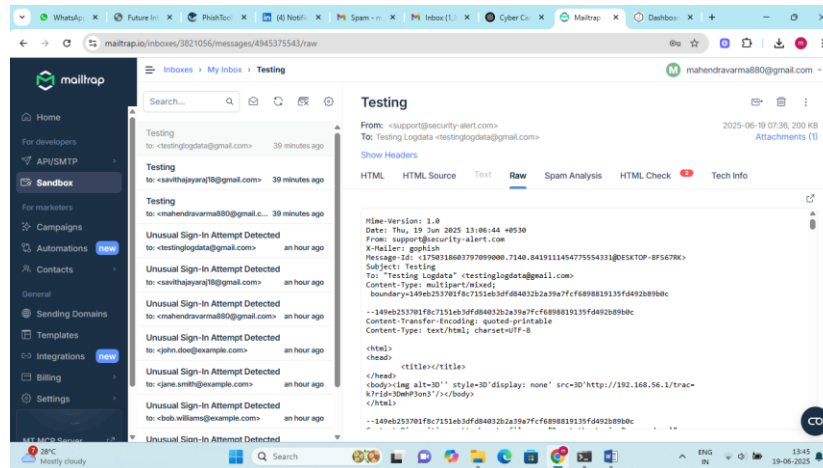 WhatsAp
Future Int
PhishToo
(4) Notific
Spam - m
Inbox (1,
Cyber Ca
Mailtrap
Dashboar
mailtrap.io/inboxes/3821056/messages/4945375543/raw
mailtrap
Home
For developers
API/SMTP
Sandbox
For marketers
Campaigns
Automations new
Contacts
General
Sending Domains
Templates
Integrations new
Billing
Settings
MT MCP Server
Inboxes > My Inbox > Testing
mahendravarma880@gmail.com
Search...
Testing
to: <testinglogdata@gmail.com> 39 minutes ago
Testing
to: <savithajayaraj18@gmail.com> 39 minutes ago
Testing
to: <mahendravarma880@gmail.c... 39 minutes ago
Unusual Sign-In Attempt Detected
to: <testinglogdata@gmail.com> an hour ago
Unusual Sign-In Attempt Detected
to: <savithajayaraj18@gmail.com> an hour ago
Unusual Sign-In Attempt Detected
to: <mahendravarma880@gmail.com> an hour ago
Unusual Sign-In Attempt Detected
to: <john.doe@example.com> an hour ago
Unusual Sign-In Attempt Detected
to: <jane.smith@example.com> an hour ago
Unusual Sign-In Attempt Detected
to: <bob.williams@example.com> an hour ago
Unusual Sign-In Attempt Detected
Testing
From: <support@security-alert.com>
2025-06-19 07:36, 200 KB
To: Testing Logdata <testinglogdata@gmail.com>
Attachments (1)
Show Headers
HTML HTML Source Text Raw Spam Analysis HTML Check 2 Tech Info
Mime-Version: 1.0
Date: Thu, 19 Jun 2025 13:06:44 +0530
From: support@security-alert.com
X-Mailer: gophish
Message-Id: <1750318603797099000.7140.8419111454775554331@DESKTOP-8FS67RK>
Subject: Testing
To: "Testing Logdata" <testinglogdata@gmail.com>
Content-Type: multipart/mixed;
boundary=149eb253701f8c7151eb3dfd84032b2a39a7fcf6898819135fd492b89b0c
--149eb253701f8c7151eb3dfd84032b2a39a7fcf6898819135fd492b89b0c
Content-Transfer-Encoding: quoted-printable
Content-Type: text/html; charset=UTF-8
<html>
<head>
<title></title>
</head>
<body><img alt=3D'' style=3D'display: none' src=3D'http://192.168.56.1/trac=
k?rid=3DmhP3on3'/></body>
</html>
--149eb253701f8c7151eb3dfd84032b2a39a7fcf6898819135fd492b89b0c
CO
28°C
Mostly cloudy
Search
ENG
IN
13:45
19-06-2025